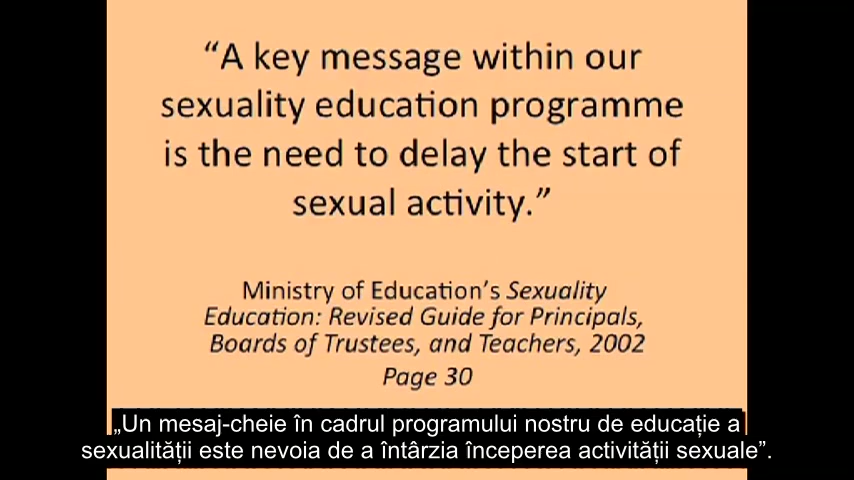 “A key message within our
sexuality education programme
is the need to delay the start of
sexual activity.”
Ministry of Education’s Sexuality
Education: Revised Guide for Principals,
Boards of Trustees, and Teachers, 2002
Page 30
„Un mesaj-cheie în cadrul programului nostru de educație a
sexualității este nevoia de a întârzia începerea activității sexuale”.